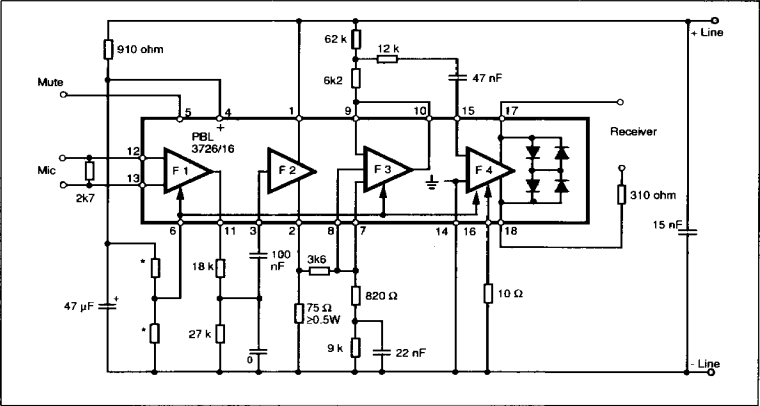 + Line
910 ohm
62 k
12 k
6k2
47 nF
Mute
5
4
+
1
9
10
15
17
PBL
3726/16
Receiver
12
13
Mic
2k7
F 1
F 2
F 3
F 4
310 ohm
6
11
3
2
8
7
14
16
18
15 nF
100
nF
3k6
*
18 k
+
47 µF
75 Ω
≥0.5W
820 Ω
10 Ω
*
27 k
0
9 k
22 nF
- Line